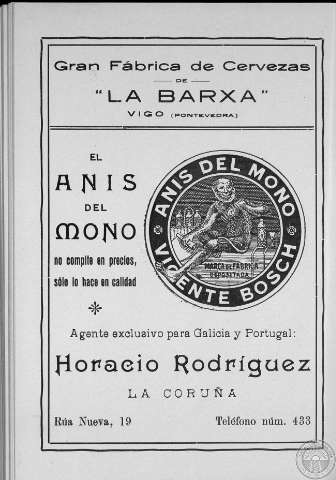 Gran Fábrica de Cervezas
DE
"LA BARXA"
VIGO (PONTEVEDRA)
EL
ANIS
DEL
MONO
no compite en precios,
sólo lo hace en calidad
ANIS DEL MONO
MARCA DE FABRICA
DEPOSITADA
VICENTE BOSCH
Agente exclusivo para Galicia y Portugal:
Horacio Rodríguez
LA CORUÑA
Rúa Nueva, 19 Teléfono núm. 433